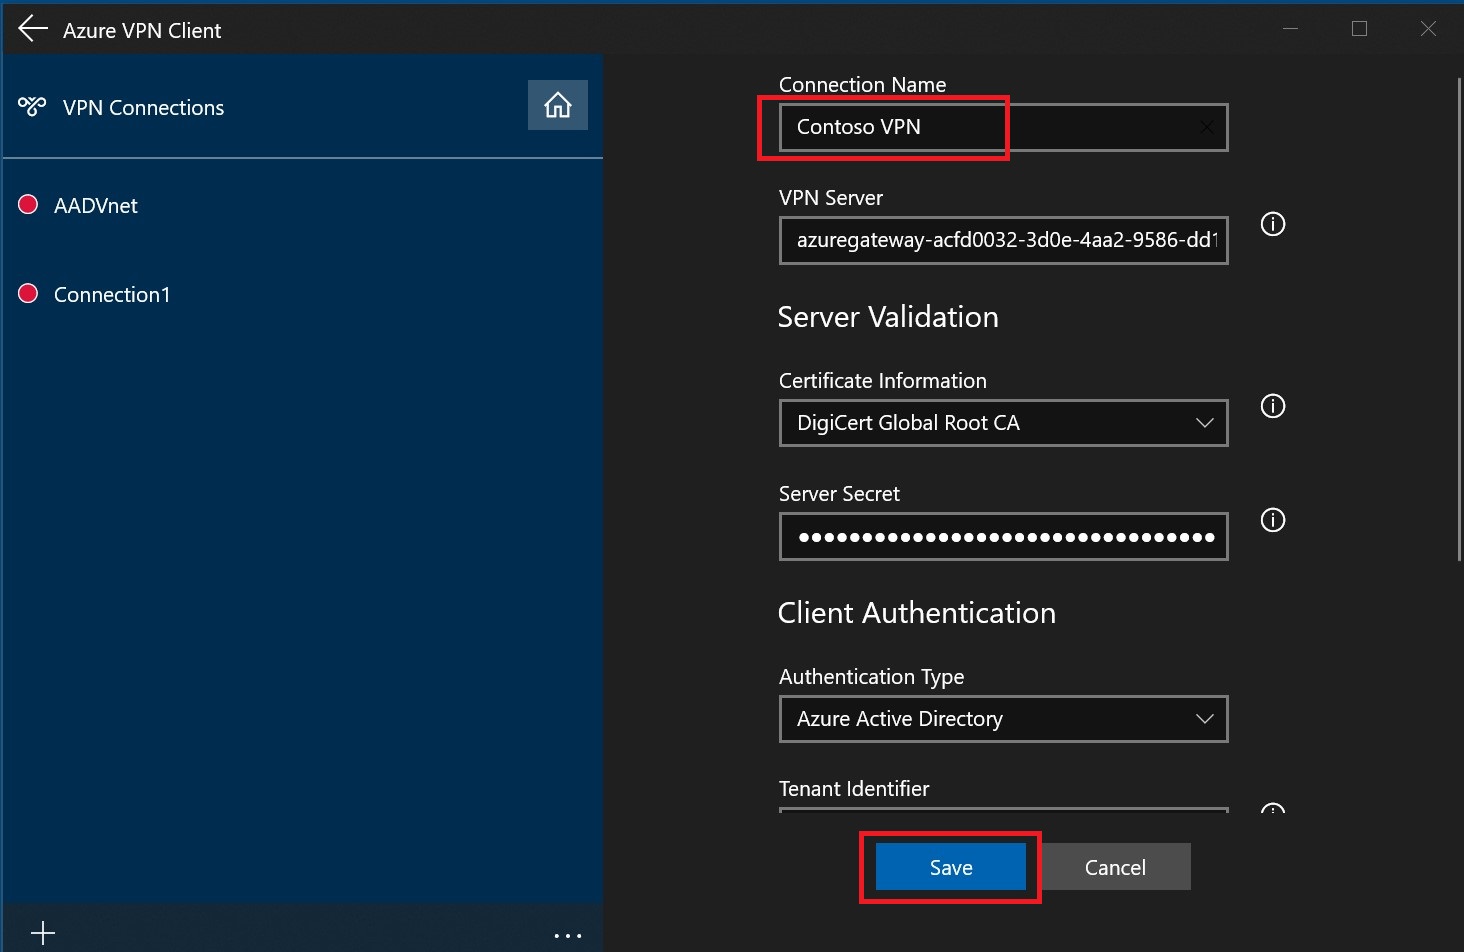 Azure VPN Client
VPN Connections
AADVnet
Connection1
Connection Name
Contoso VPN
VPN Server
azuregateway-acfd0032-3d0e-4aa2-9586-dd1
Server Validation
Certificate Information
DigiCert Global Root CA
Server Secret
Client Authentication
Authentication Type
Azure Active Directory
Tenant Identifier
Save
Cancel